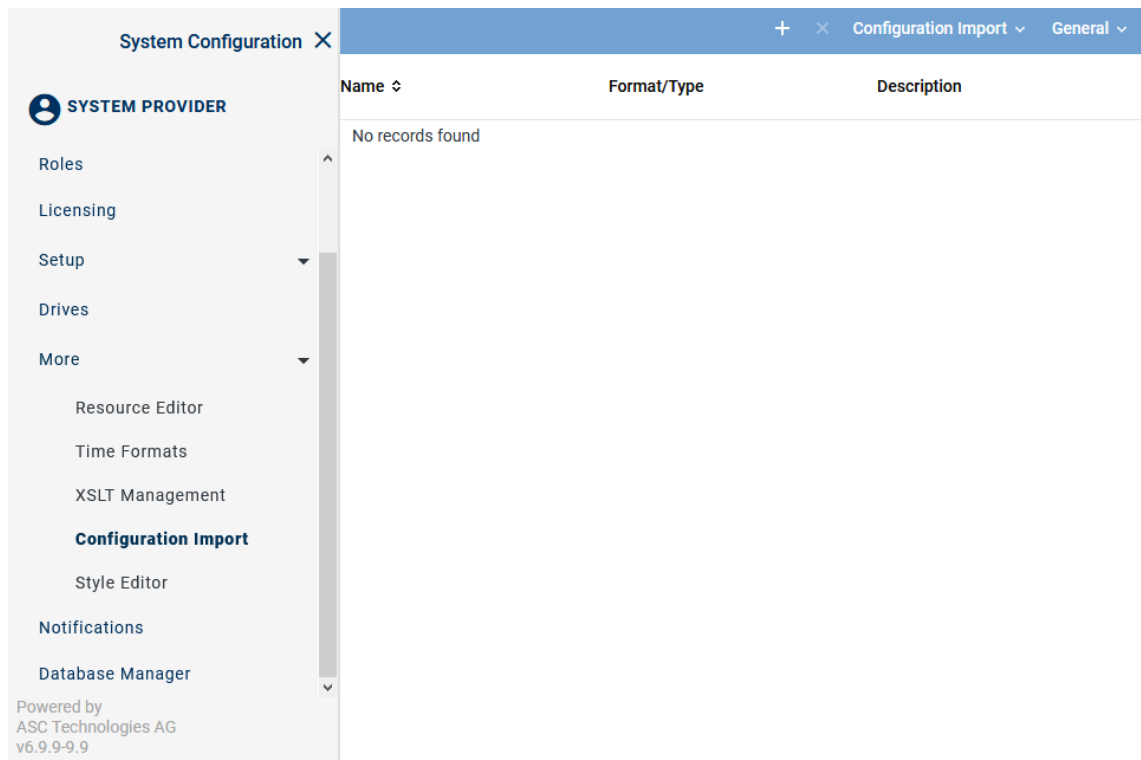 System Configuration
SYSTEM PROVIDER
Roles
Licensing
Setup
Drives
More
Resource Editor
Time Formats
XSLT Management
Configuration Import
Style Editor
Notifications
Database Manager
Powered by
ASC Technologies AG
v6.9.9-9.9
Configuration Import General
Name Format/Type Description
No records found